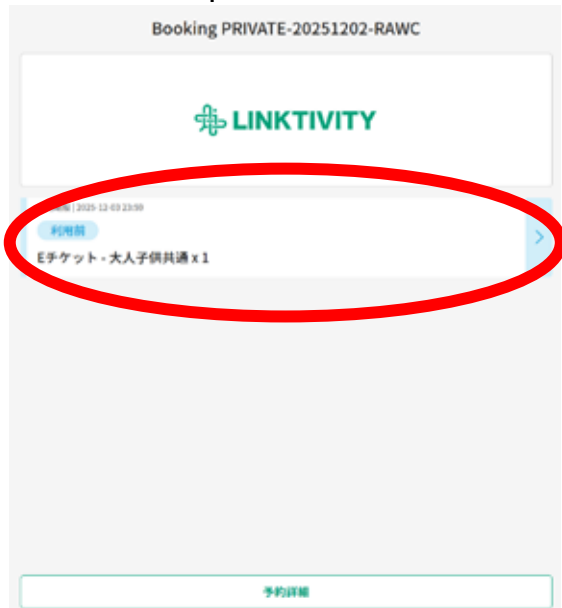 Booking PRIVATE-20251202-RAWC
LINKTIVITY
| 2025-12-03 23:59
利用前
Eチケット - 大人子供共通 x 1
予約詳細